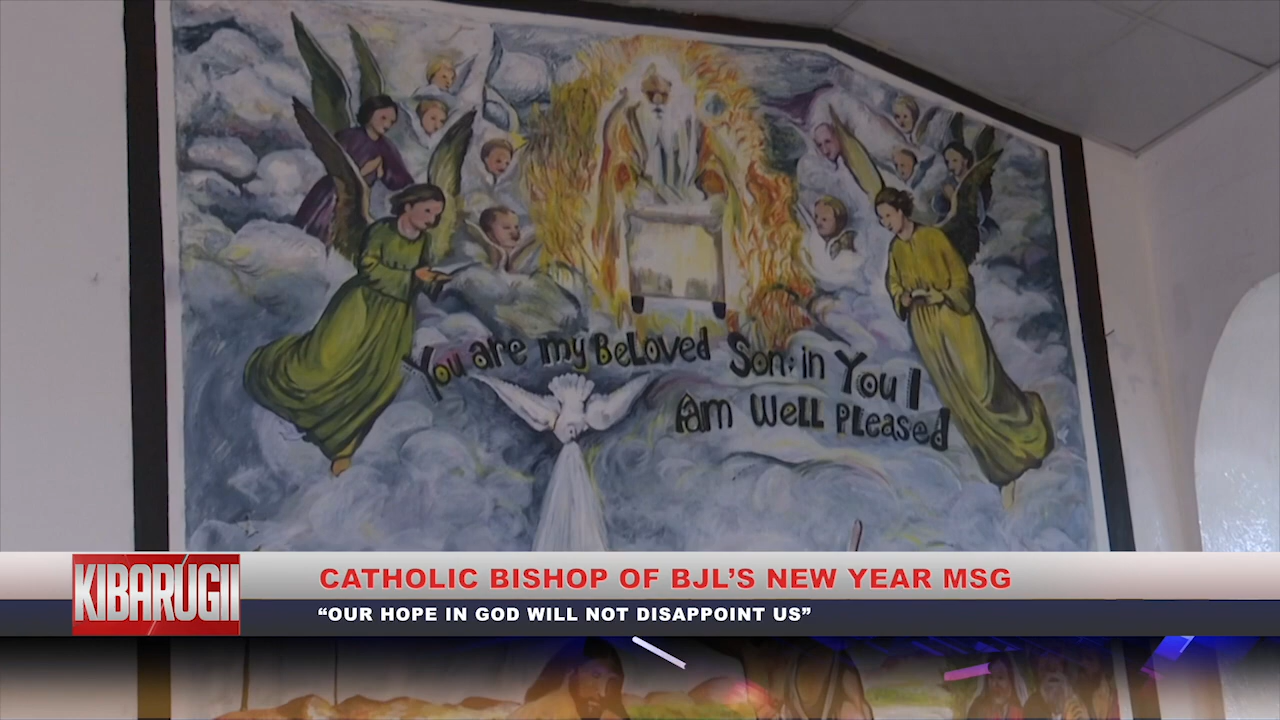 You are my BeLoved Son; in You I
Am WeLL PLeased
KIBARUGII
CATHOLIC BISHOP OF BJL'S NEW YEAR MSG
“OUR HOPE IN GOD WILL NOT DISAPPOINT US”